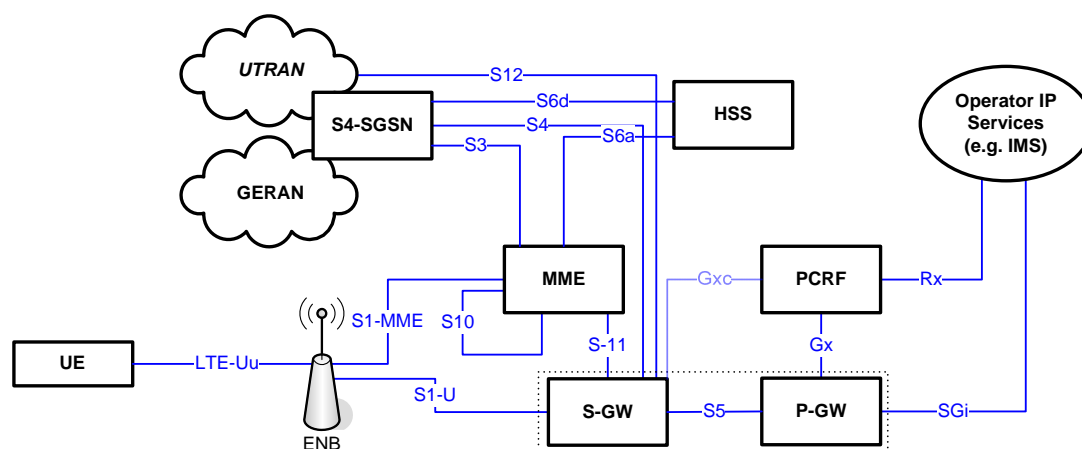 UTRAN
S12
S6d
HSS
Operator IP
Services
(e.g. IMS)
S4-SGSN
S4
S6a
S3
GERAN
MME
Gxc
PCRF
Rx
S1-MME
S10
S-11
Gx
UE
LTE-Uu
S1-U
S-GW
S5
P-GW
SGi
ENB